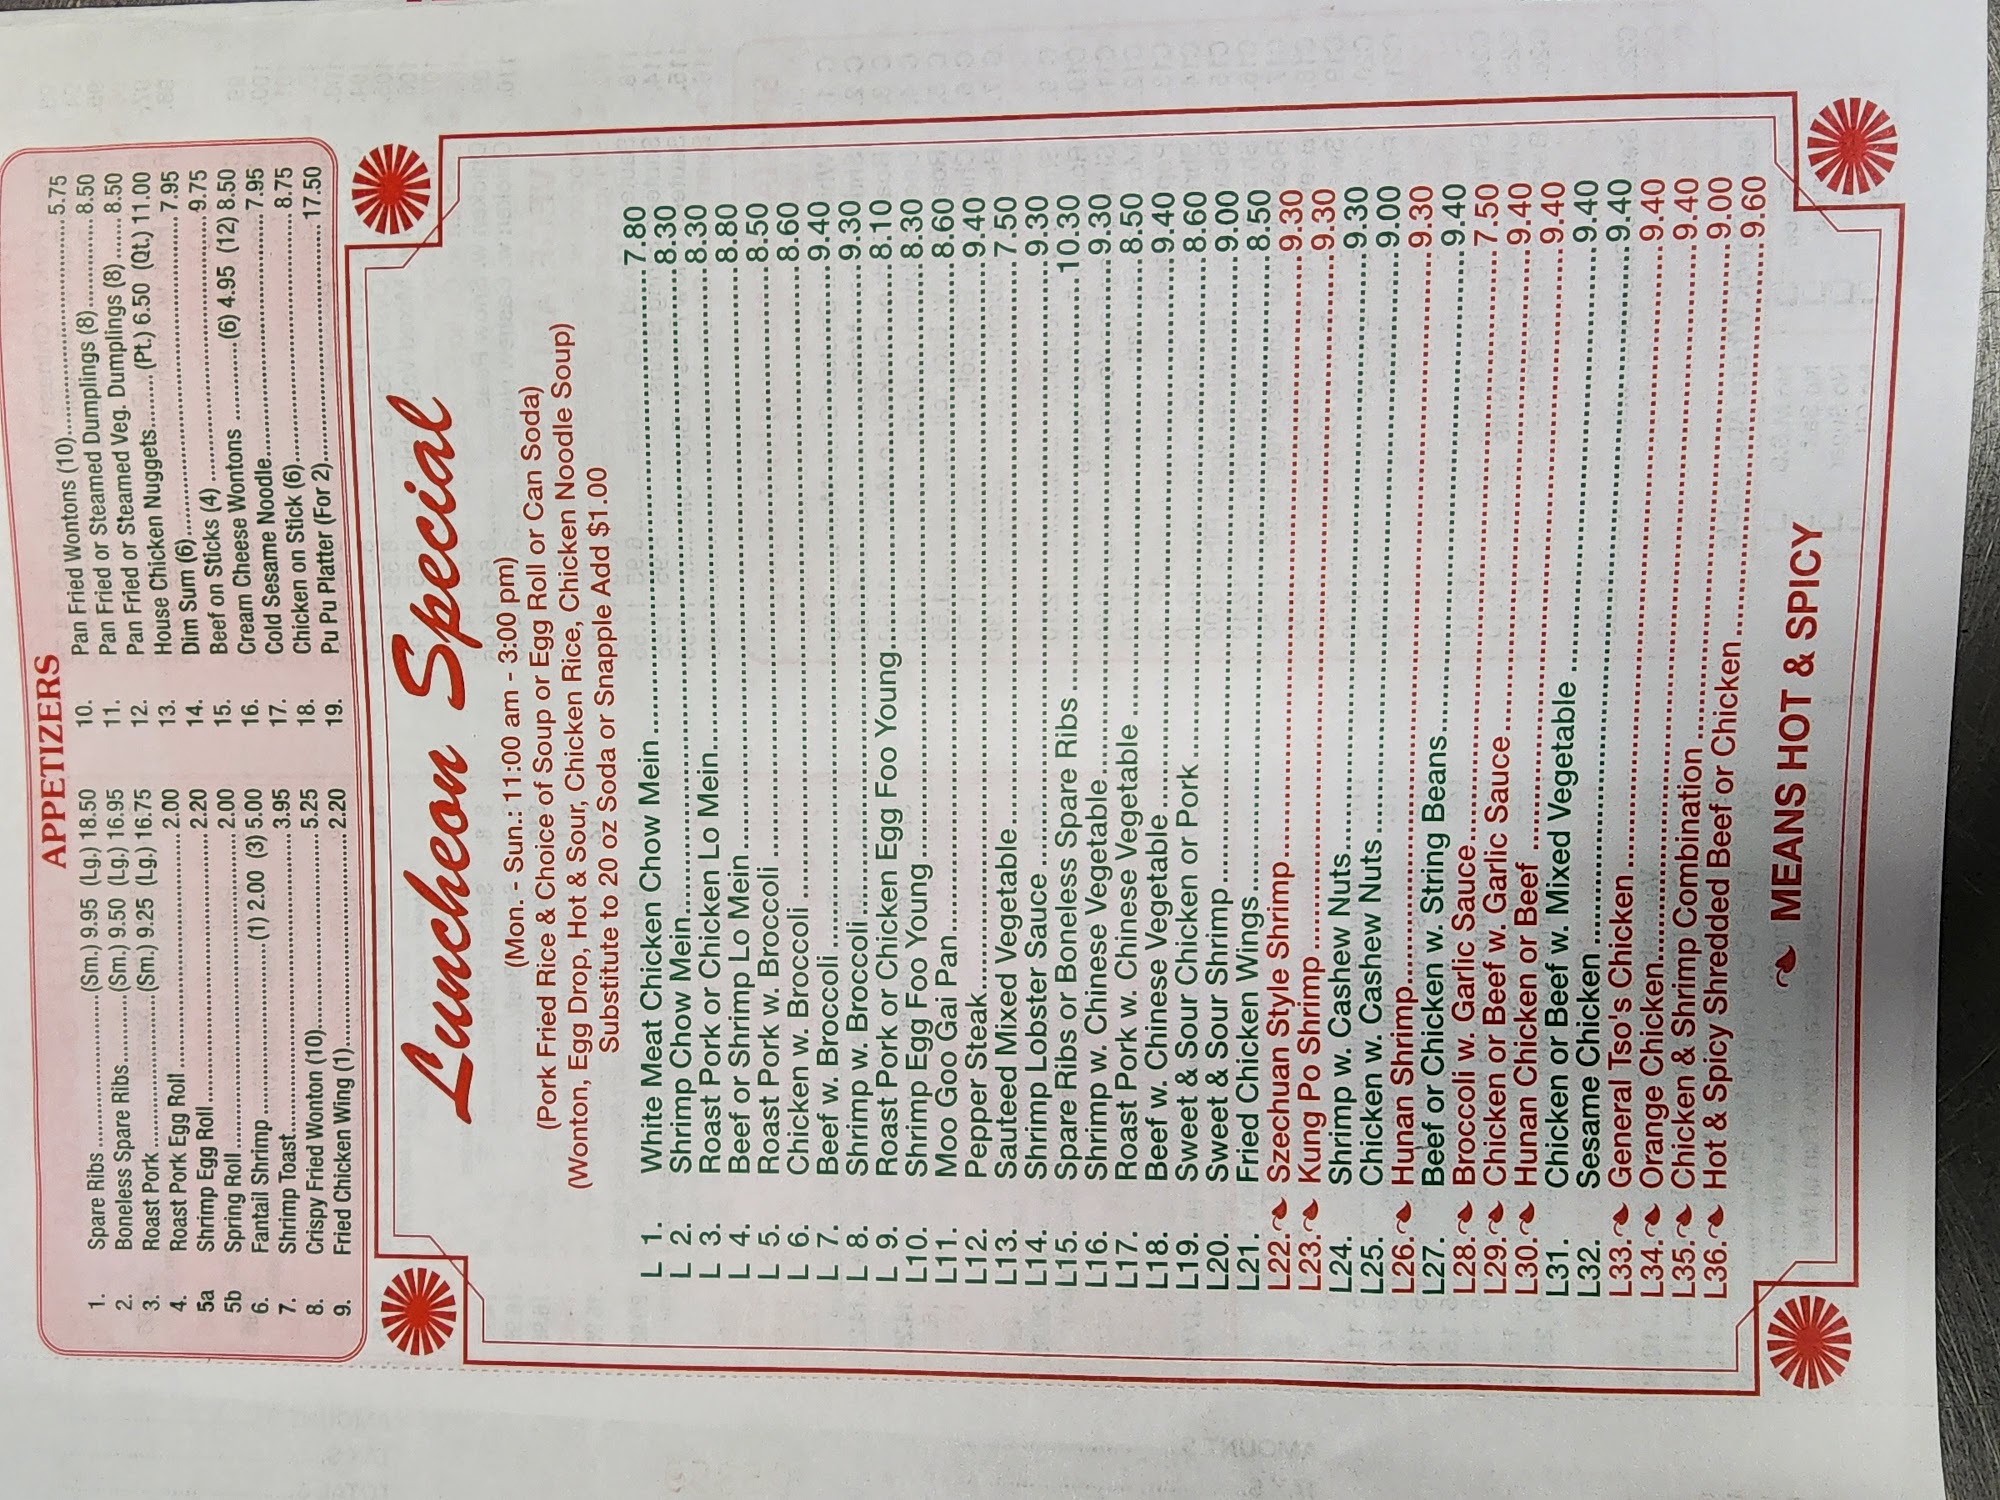 APPETIZERS
1. Spare Ribs (Sm.) 9.95 (Lg.) 18.50
2. Boneless Spare Ribs (Sm.) 9.50 (Lg.) 16.95
3. Roast Pork (Sm.) 9.25 (Lg.) 16.75
4. Roast Pork Egg Roll 2.00
5a Shrimp Egg Roll 2.20
5b Spring Roll 2.00
6. Fantail Shrimp (1) 2.00 (3) 5.00
7. Shrimp Toast 3.95
8. Crispy Fried Wonton (10) 5.25
9. Fried Chicken Wing (1) 2.20
10. Pan Fried Wontons (10) 5.75
11. Pan Fried or Steamed Dumplings (8) 8.50
12. Pan Fried or Steamed Veg. Dumplings (8) 8.50
13. House Chicken Nuggets (Pt.) 6.50 (Qt.) 11.00
14. Dim Sum (6) 7.95
15. Beef on Sticks (4) 9.75
16. Cream Cheese Wontons (6) 4.95 (12) 8.50
17. Cold Sesame Noodle 7.95
18. Chicken on Stick (6) 8.75
19. Pu Pu Platter (For 2) 17.50
Luncheon Special
(Mon. - Sun.: 11:00 am - 3:00 pm)
(Pork Fried Rice & Choice of Soup or Egg Roll or Can Soda)
(Wonton, Egg Drop, Hot & Sour, Chicken Rice, Chicken Noodle Soup)
Substitute to 20 oz Soda or Snapple Add $1.00
L 1. White Meat Chicken Chow Mein 7.80
L 2. Shrimp Chow Mein 8.30
L 3. Roast Pork or Chicken Lo Mein 8.30
L 4. Beef or Shrimp Lo Mein 8.80
L 5. Roast Pork w. Broccoli 8.50
L 6. Chicken w. Broccoli 8.60
L 7. Beef w. Broccoli 9.40
L 8. Shrimp w. Broccoli 9.30
L 9. Roast Pork or Chicken Egg Foo Young 8.10
L10. Shrimp Egg Foo Young 8.30
L11. Moo Goo Gai Pan 8.60
L12. Pepper Steak 9.40
L13. Sauteed Mixed Vegetable 7.50
L14. Shrimp Lobster Sauce 9.30
L15. Spare Ribs or Boneless Spare Ribs 10.30
L16. Shrimp w. Chinese Vegetable 9.30
L17. Roast Pork w. Chinese Vegetable 8.50
L18. Beef w. Chinese Vegetable 9.40
L19. Sweet & Sour Chicken or Pork 8.60
L20. Sweet & Sour Shrimp 9.00
L21. Fried Chicken Wings 8.50
L22. Szechuan Style Shrimp 9.30
L23. Kung Po Shrimp 9.30
L24. Shrimp w. Cashew Nuts 9.30
L25. Chicken w. Cashew Nuts 9.00
L26. Hunan Shrimp 9.30
L27. Beef or Chicken w. String Beans 9.40
L28. Broccoli w. Garlic Sauce 7.50
L29. Chicken or Beef w. Garlic Sauce 9.40
L30. Hunan Chicken or Beef 9.40
L31. Chicken or Beef w. Mixed Vegetable 9.40
L32. Sesame Chicken 9.40
L33. General Tso's Chicken 9.40
L34. Orange Chicken 9.40
L35. Chicken & Shrimp Combination 9.00
L36. Hot & Spicy Shredded Beef or Chicken 9.60
MEANS HOT & SPICY